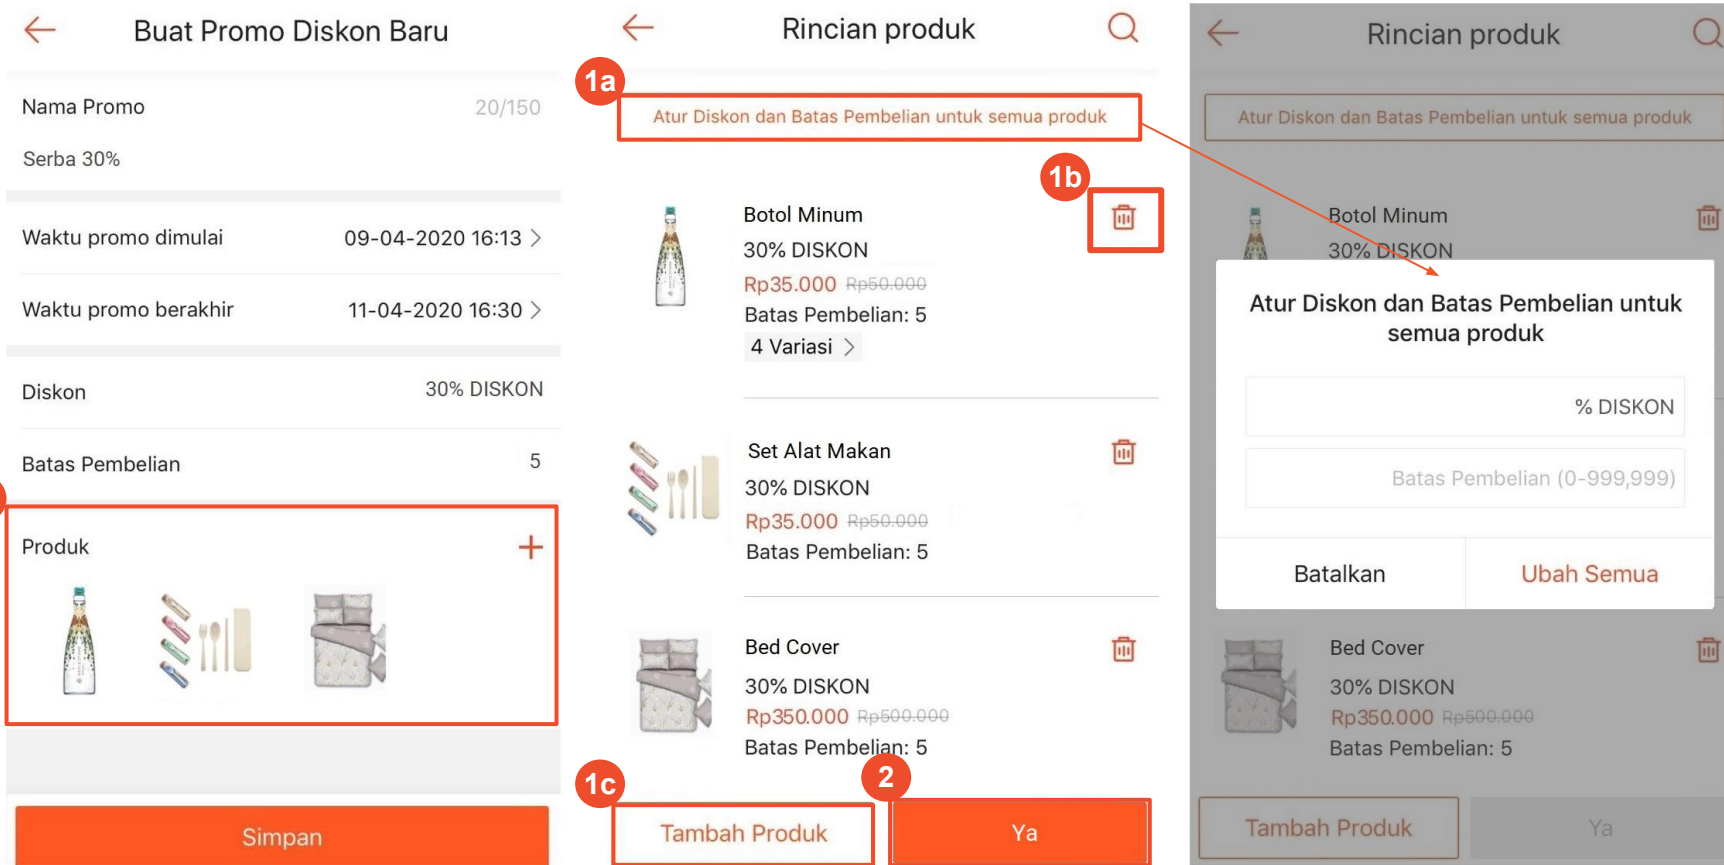 Buat Promo Diskon Baru
Nama Promo 20/150
Serba 30%
Waktu promo dimulai 09-04-2020 16:13
Waktu promo berakhir 11-04-2020 16:30
Diskon 30% DISKON
Batas Pembelian 5
Produk
Simpan
Rincian produk
1a
Atur Diskon dan Batas Pembelian untuk semua produk
1b
Botol Minum
30% DISKON
Rp35.000 Rp50.000
Batas Pembelian: 5
4 Variasi
Set Alat Makan
30% DISKON
Rp35.000 Rp50.000
Batas Pembelian: 5
Bed Cover
30% DISKON
Rp350.000 Rp500.000
Batas Pembelian: 5
1c
2
Tambah Produk
Ya
Rincian produk
Atur Diskon dan Batas Pembelian untuk semua produk
Botol Minum
30% DISKON
Atur Diskon dan Batas Pembelian untuk
semua produk
% DISKON
Batas Pembelian (0-999,999)
Batalkan
Ubah Semua
Bed Cover
30% DISKON
Rp350.000 Rp500.000
Batas Pembelian: 5
Tambah Produk
Ya